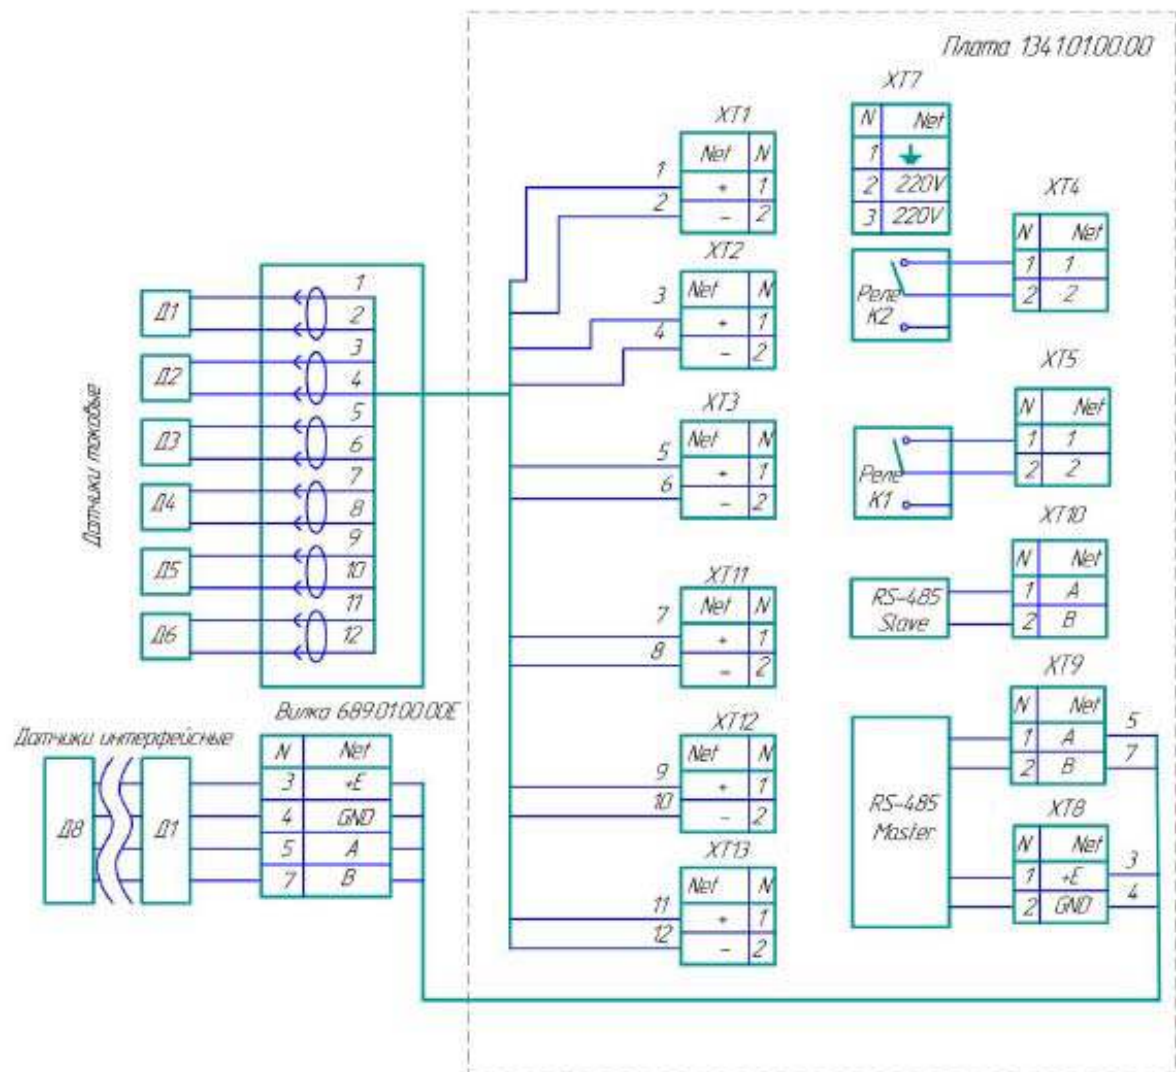 Плата 1341.01.00.00
XT1
Net N
1 + 1
2 - 2
XT2
Net N
3 + 1
4 - 2
XT3
Net N
5 + 1
6 - 2
XT11
Net N
7 + 1
8 - 2
XT12
Net N
9 + 1
10 - 2
XT13
Net N
11 + 1
12 - 2
XT7
N Net
1
2 220V
3 220V
XT4
N Net
1 1
2 2
Реле
К2
XT5
N Net
1 1
2 2
Реле
К1
XT10
N Net
1 A
2 B
RS-485
Slave
XT9
N Net
1 A 5
2 B 7
RS-485
Master
XT8
N Net
1 +E 3
2 GND 4
Датчики токовые
Д1
Д2
Д3
Д4
Д5
Д6
1
2
3
4
5
6
7
8
9
10
11
12
Вилка 689.01.00.00E
Датчики интерфейсные
Д8
Д1
N Net
3 +E
4 GND
5 A
7 B